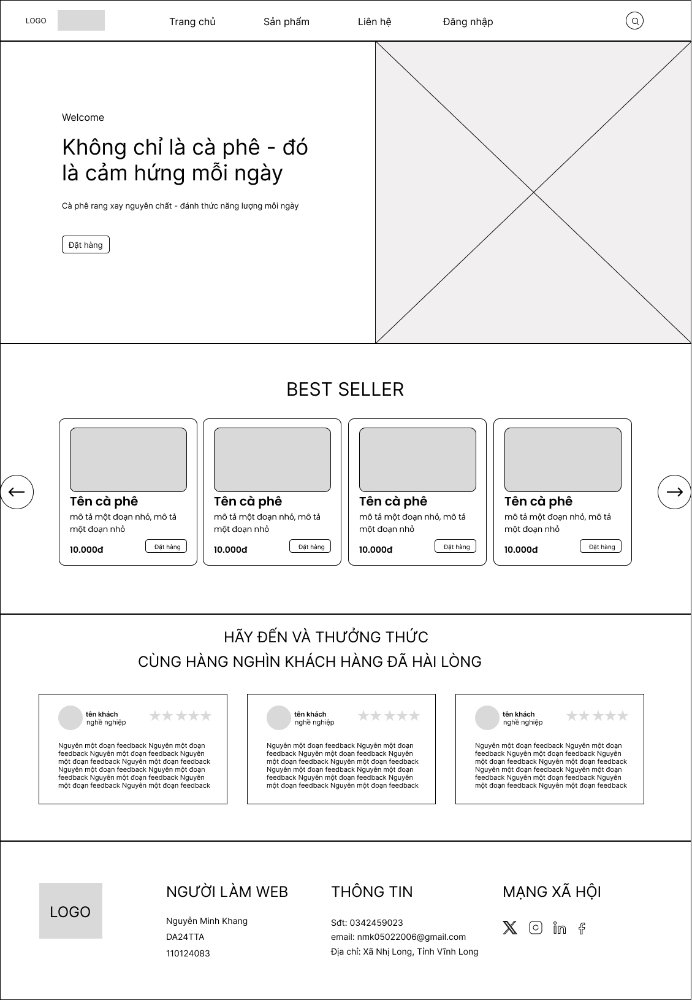 LOGO
Trang chủ
Sản phẩm
Liên hệ
Đăng nhập
Welcome
Không chỉ là cà phê - đó
là cảm hứng mỗi ngày
Cà phê rang xay nguyên chất - đánh thức năng lượng mỗi ngày
Đặt hàng
BEST SELLER
Tên cà phê
mô tả một đoạn nhỏ, mô tả
một đoạn nhỏ
10.000đ
Đặt hàng
Tên cà phê
mô tả một đoạn nhỏ, mô tả
một đoạn nhỏ
10.000đ
Đặt hàng
Tên cà phê
mô tả một đoạn nhỏ, mô tả
một đoạn nhỏ
10.000đ
Đặt hàng
Tên cà phê
mô tả một đoạn nhỏ, mô tả
một đoạn nhỏ
10.000đ
Đặt hàng
HÃY ĐẾN VÀ THƯỞNG THỨC
CÙNG HÀNG NGHÌN KHÁCH HÀNG ĐÃ HÀI LÒNG
tên khách
nghề nghiệp
Nguyên một đoạn feedback Nguyên một đoạn
feedback Nguyên một đoạn feedback Nguyên
một đoạn feedback Nguyên một đoạn feedback
Nguyên một đoạn feedback Nguyên một đoạn
feedback Nguyên một đoạn feedback Nguyên
một đoạn feedback Nguyên một đoạn feedback
tên khách
nghề nghiệp
Nguyên một đoạn feedback Nguyên một đoạn
feedback Nguyên một đoạn feedback Nguyên
một đoạn feedback Nguyên một đoạn feedback
Nguyên một đoạn feedback Nguyên một đoạn
feedback Nguyên một đoạn feedback Nguyên
một đoạn feedback Nguyên một đoạn feedback
tên khách
nghề nghiệp
Nguyên một đoạn feedback Nguyên một đoạn
feedback Nguyên một đoạn feedback Nguyên
một đoạn feedback Nguyên một đoạn feedback
Nguyên một đoạn feedback Nguyên một đoạn
feedback Nguyên một đoạn feedback Nguyên
một đoạn feedback Nguyên một đoạn feedback
LOGO
NGƯỜI LÀM WEB
Nguyễn Minh Khang
DA24TTA
110124083
THÔNG TIN
Sđt: 0342459023
email: nmk05022006@gmail.com
Địa chỉ: Xã Nhị Long, Tỉnh Vĩnh Long
MẠNG XÃ HỘI